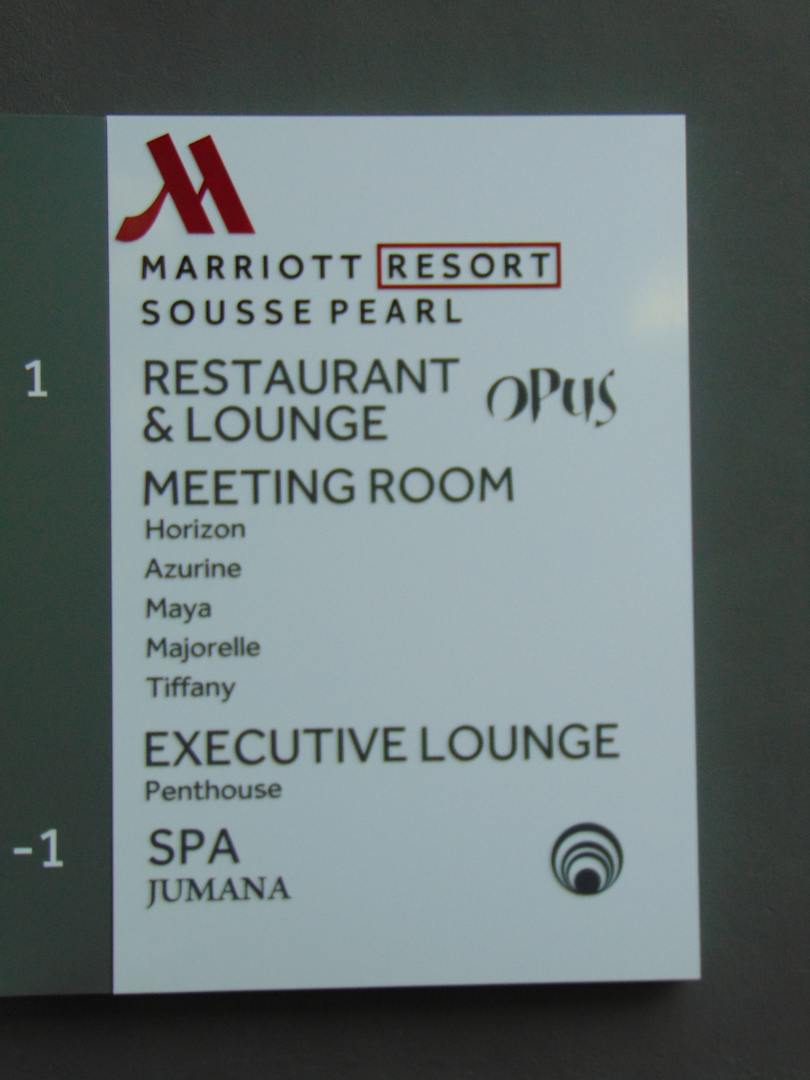 MARRIOTT RESORT
SOUSSE PEARL
1 RESTAURANT
& LOUNGE
OPUS
MEETING ROOM
Horizon
Azurine
Maya
Majorelle
Tiffany
EXECUTIVE LOUNGE
Penthouse
-1 SPA
JUMANA